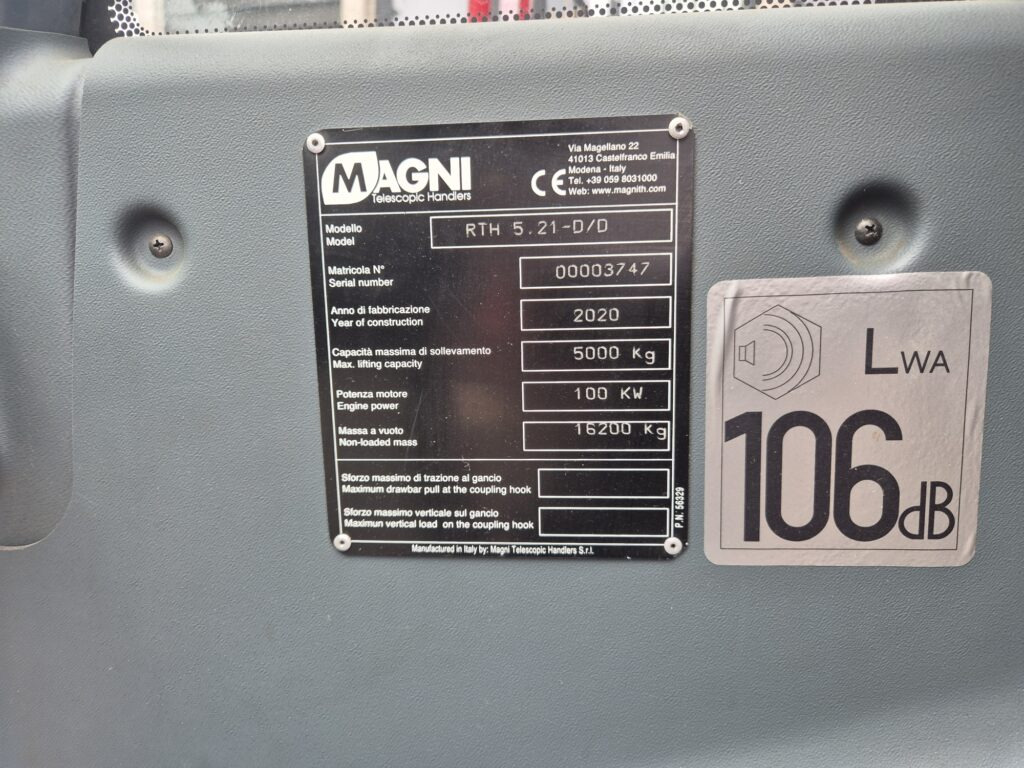 MAGNI
Telescopic Handlers
CE
Via Magellano 22
41013 Castelfranco Emilia
Modena - Italy
Tel. +39 059 8031000
Web: www.magnith.com
Modello
Model
RTH 5.21-D/D
Matricola N°
Serial number
00003747
Anno di fabbricazione
Year of construction
2020
Capacità massima di sollevamento
Max. lifting capacity
5000 Kg
Potenza motore
Engine power
100 KW
Massa a vuoto
Non-loaded mass
16200 Kg
Sforzo massimo di trazione al gancio
Maximum drawbar pull at the coupling hook
Sforzo massimo verticale sul gancio
Maximun vertical load on the coupling hook
P.N. 56329
Manufactured in Italy by: Magni Telescopic Handlers S.r.l.
LWA
106dB